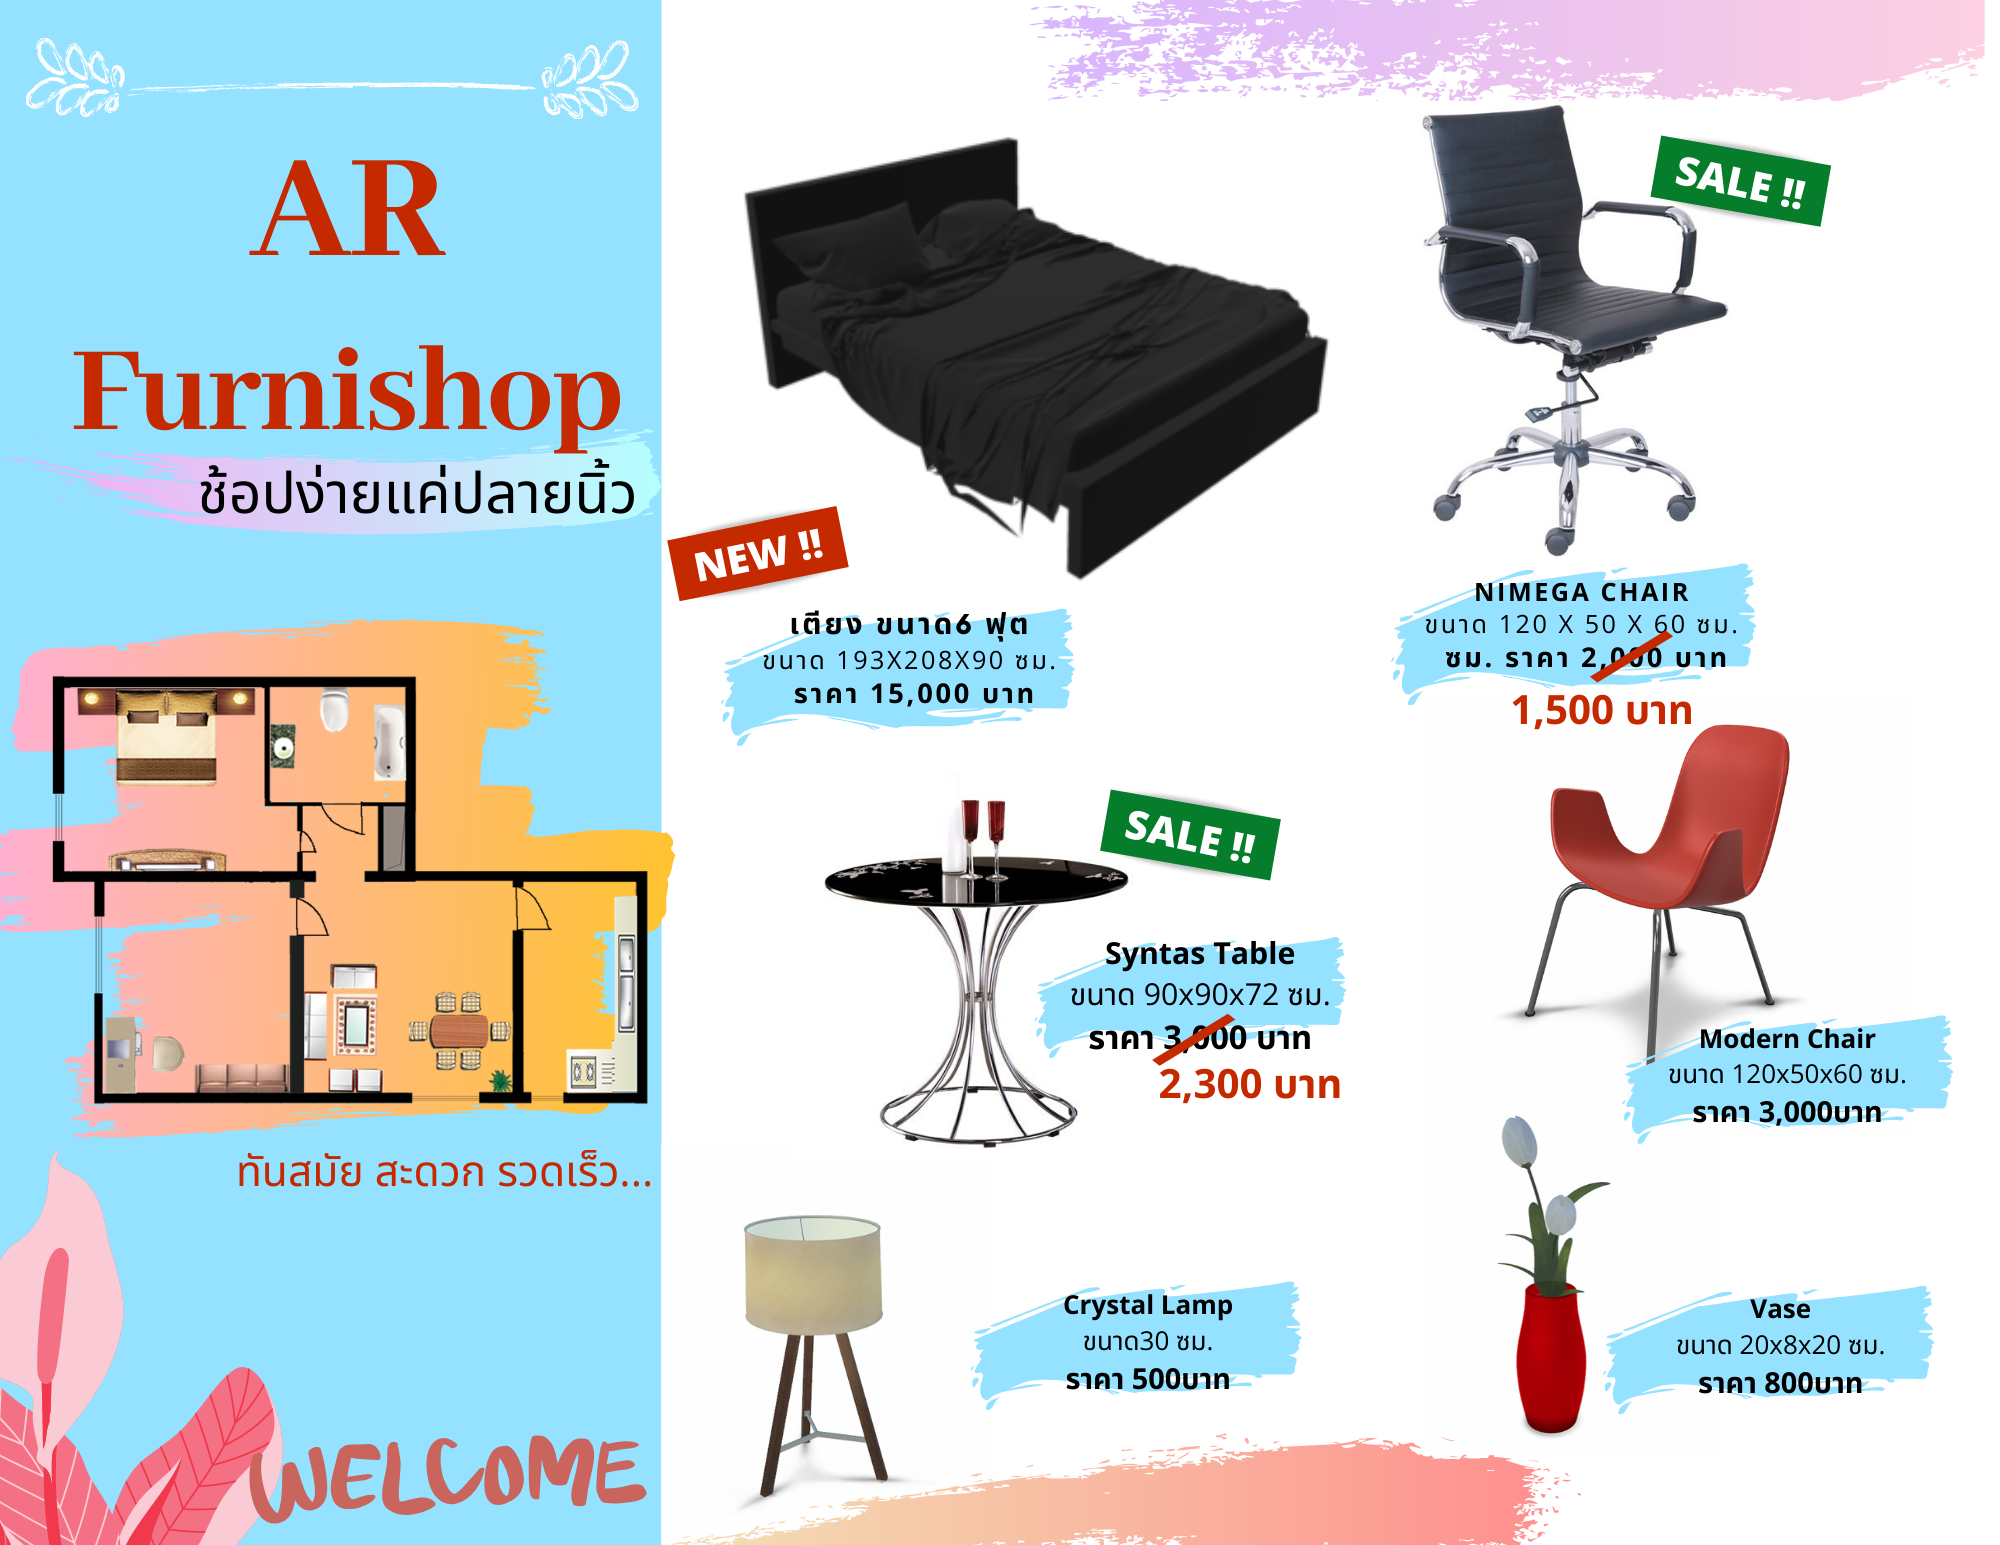 AR
Furnishop
ช้อปง่ายแค่ปลายนิ้ว
ทันสมัย สะดวก รวดเร็ว...
WELCOME
NEW !!
เตียง ขนาด6 ฟุต
ขนาด 193X208X90 ซม.
ราคา 15,000 บาท
SALE !!
NIMEGA CHAIR
ขนาด 120 X 50 X 60 ซม.
ซม. ราคา 2,000 บาท
1,500 บาท
SALE !!
Syntas Table
ขนาด 90x90x72 ซม.
ราคา 3,000 บาท
2,300 บาท
Modern Chair
ขนาด 120x50x60 ซม.
ราคา 3,000บาท
Crystal Lamp
ขนาด30 ซม.
ราคา 500บาท
Vase
ขนาด 20x8x20 ซม.
ราคา 800บาท